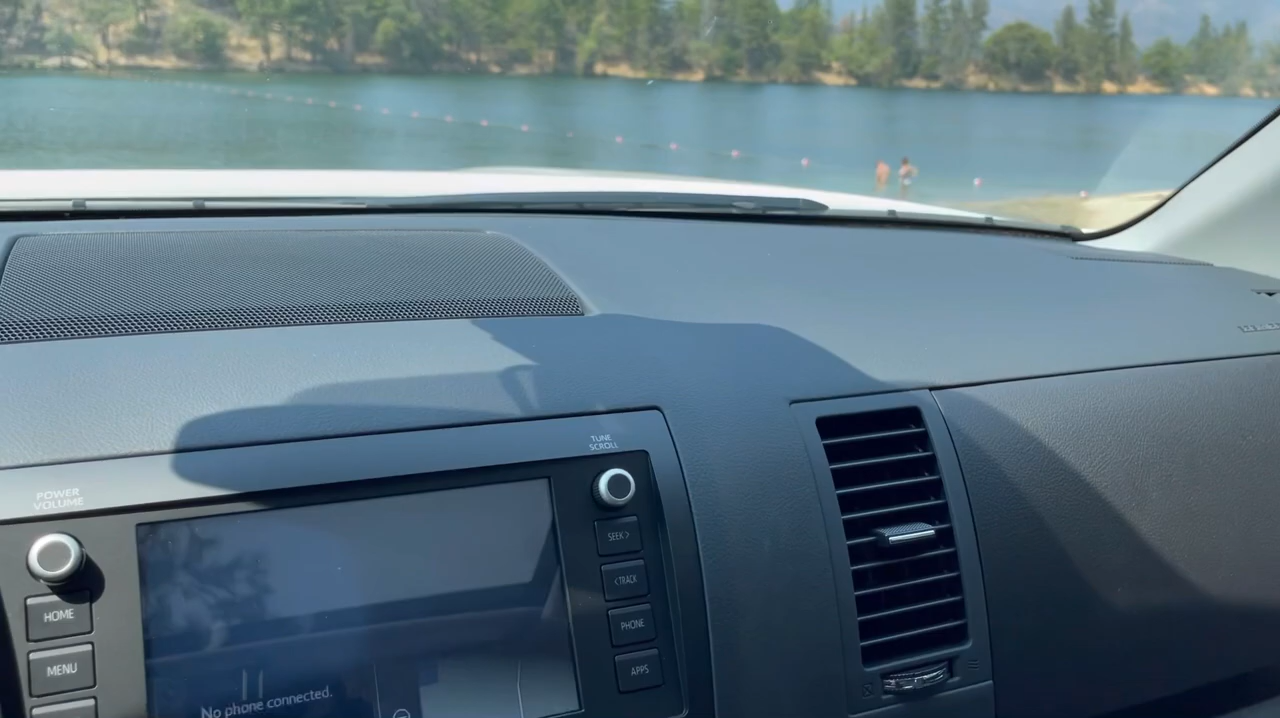 TUNE
SCROLL
POWER
VOLUME
SEEK >
< TRACK
HOME
PHONE
MENU
APPS
No phone connected.